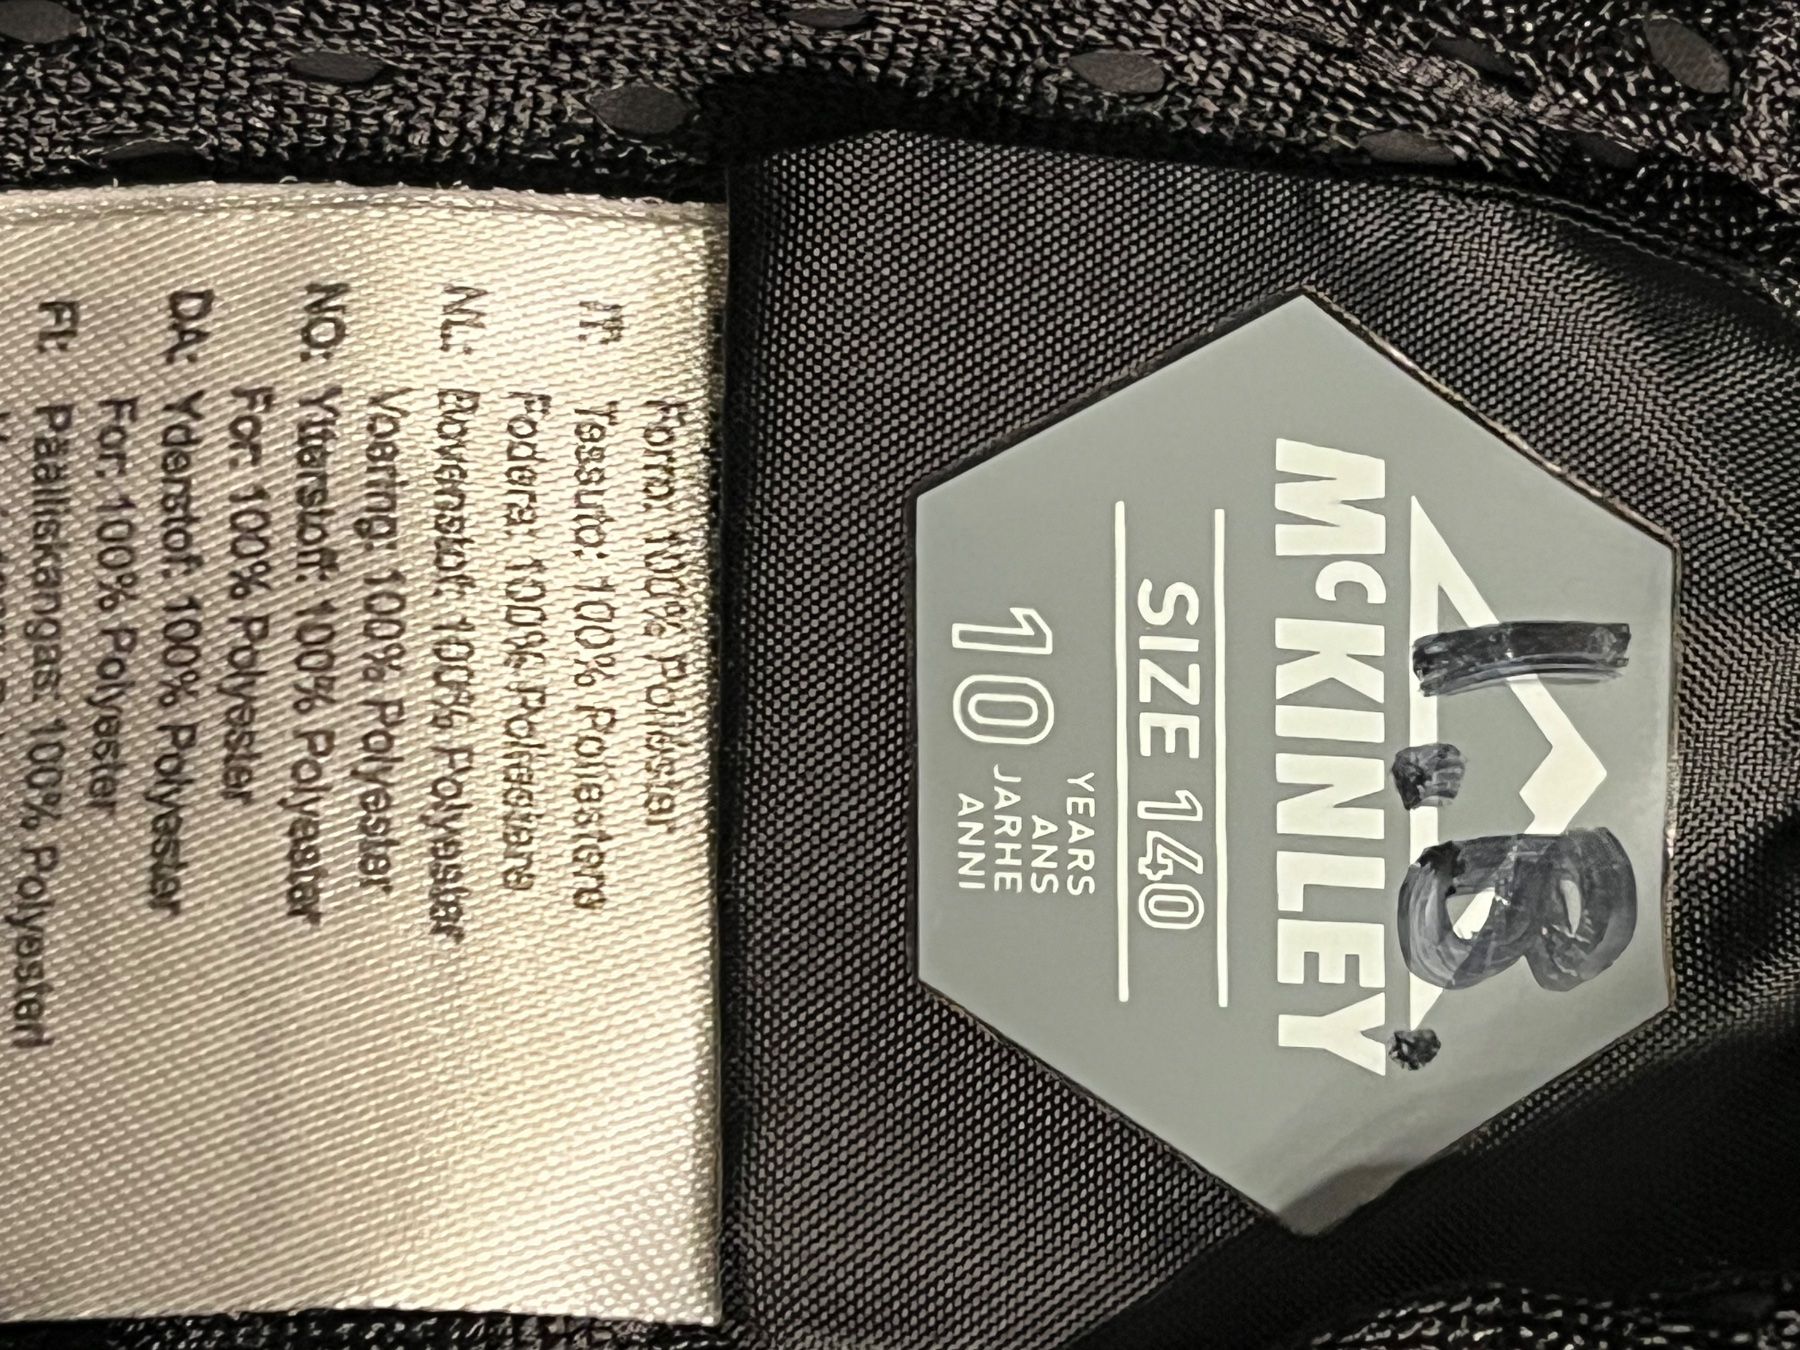 I.B.
McKINLEY
SIZE 140
10
YEARS
ANS
JARHE
ANNI
Forro: 100% Poliéster
IT: Tessuto: 100% Poliestere
Fodera: 100% Poliestere
NL: Bovenstof: 100% Polyester
Voering: 100% Polyester
NO: Ytterstoff: 100% Polyester
For: 100% Polyester
DA: Yderstof: 100% Polyester
For: 100% Polyester
FI: Päälliskangas: 100% Polyesteri